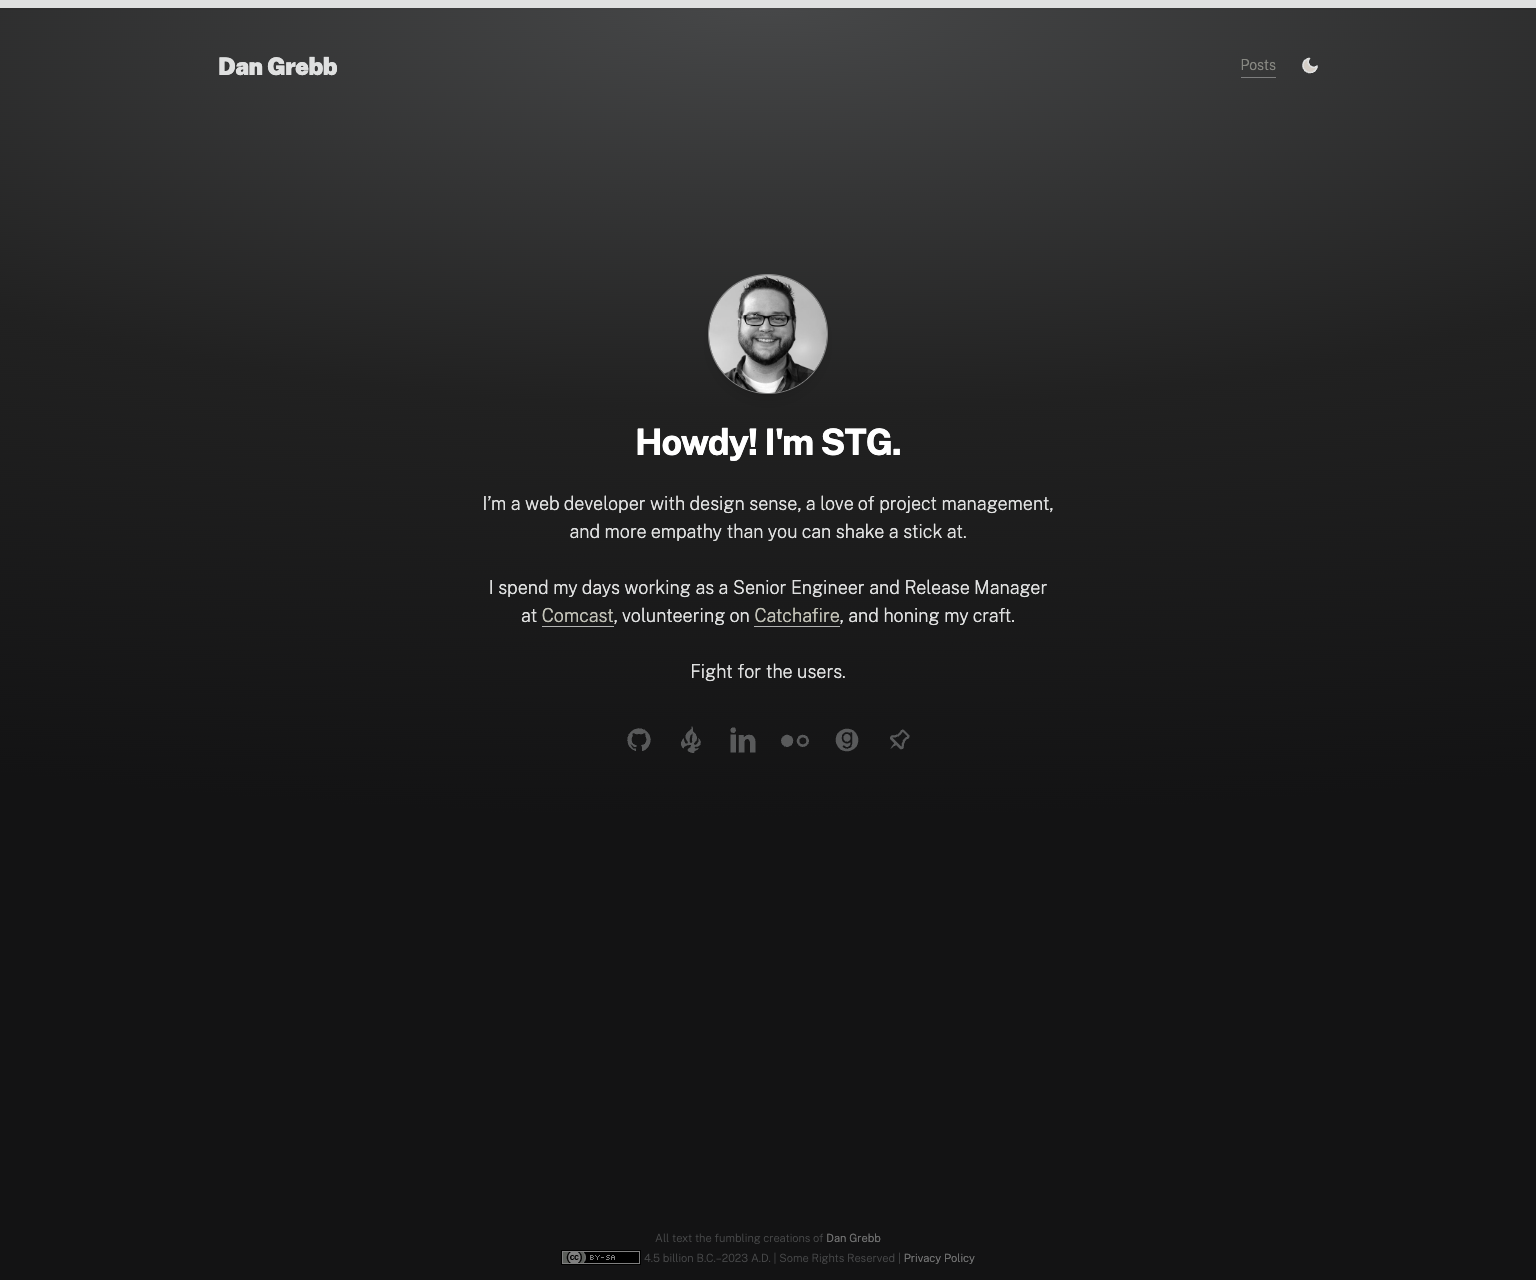 Dan Grebb
Posts
Howdy! I'm STG.
I’m a web developer with design sense, a love of project management,
and more empathy than you can shake a stick at.
I spend my days working as a Senior Engineer and Release Manager
at Comcast, volunteering on Catchafire, and honing my craft.
Fight for the users.
All text the fumbling creations of Dan Grebb
cc BY-SA 4.5 billion B.C.–2023 A.D. | Some Rights Reserved | Privacy Policy